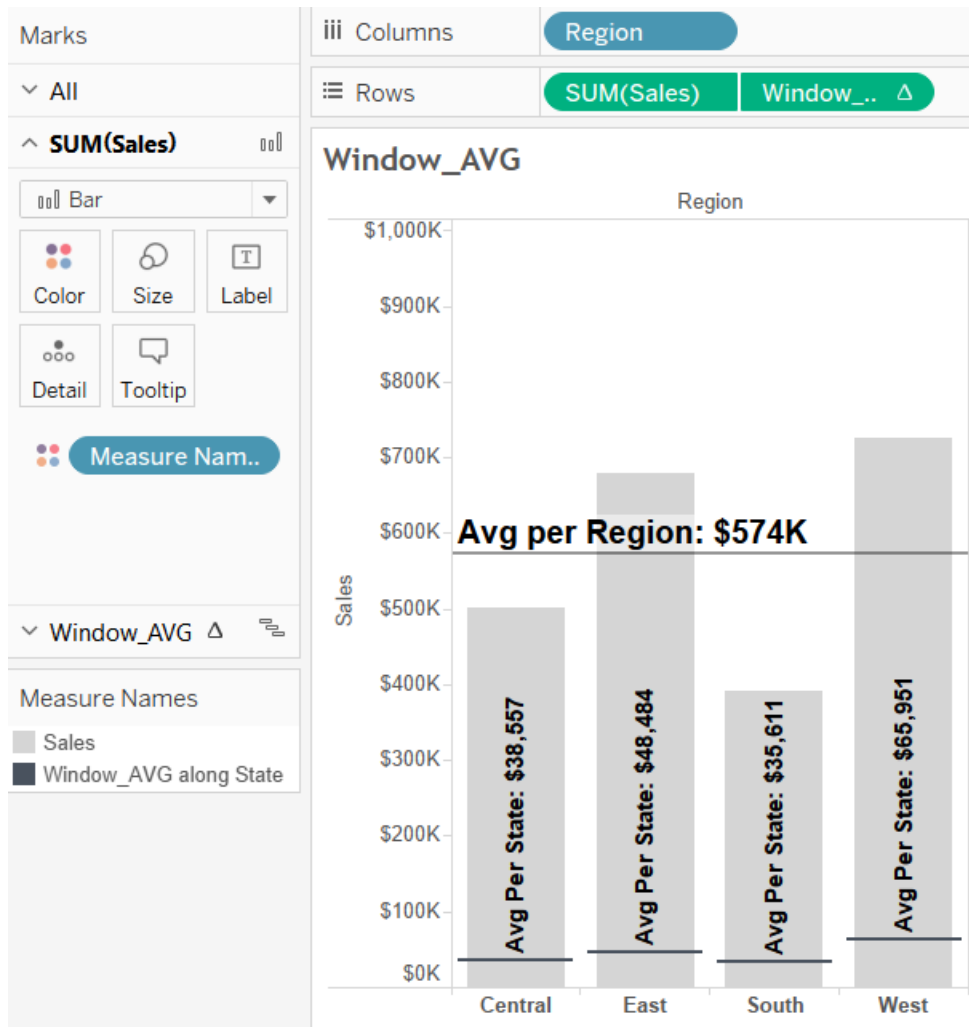 Marks
All
SUM(Sales)
Bar
Color Size Label
T
Detail Tooltip
Measure Nam..
Window_AVG Δ
Measure Names
Sales
Window_AVG along State
iii Columns Region
Rows SUM(Sales) Window_.. Δ
Window_AVG
Region
$1,000K
$900K
$800K
$700K
$600K
$500K
$400K
$300K
$200K
$100K
$0K
Sales
Avg per Region: $574K
Avg Per State: $38,557
Avg Per State: $48,484
Avg Per State: $35,611
Avg Per State: $65,951
Central East South West